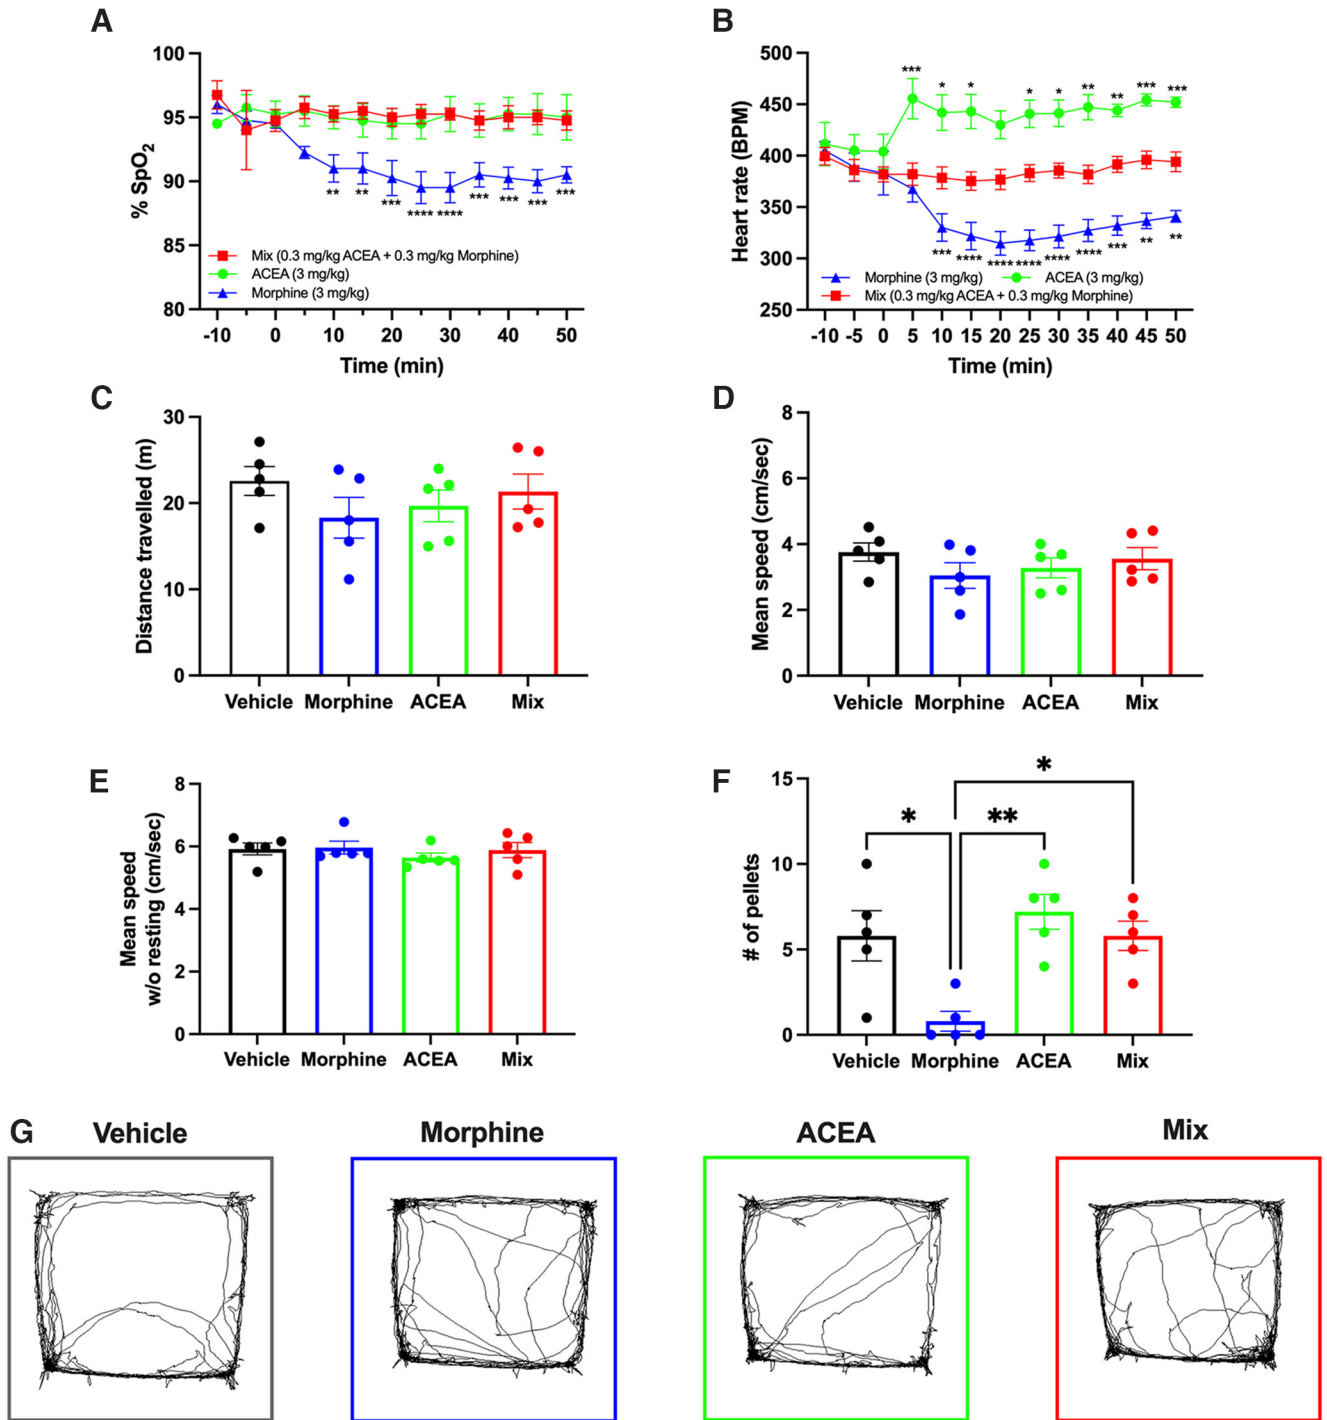 A
100
95
90
85
80
% SpO2
** ** *** **** **** *** *** *** ***
Mix (0.3 mg/kg ACEA + 0.3 mg/kg Morphine)
ACEA (3 mg/kg)
Morphine (3 mg/kg)
-10 0 10 20 30 40 50
Time (min)
B
500
450
400
350
300
250
Heart rate (BPM)
*** * * * * ** ** *** ***
*** **** **** **** **** **** *** ** **
Morphine (3 mg/kg) ACEA (3 mg/kg)
Mix (0.3 mg/kg ACEA + 0.3 mg/kg Morphine)
-10 -5 0 5 10 15 20 25 30 35 40 45 50
Time (min)
C
30
20
10
0
Distance travelled (m)
Vehicle Morphine ACEA Mix
D
8
6
4
2
0
Mean speed (cm/sec)
Vehicle Morphine ACEA Mix
E
8
6
4
2
0
Mean speed
w/o resting (cm/sec)
Vehicle Morphine ACEA Mix
F
15
10
5
0
# of pellets
*
* **
Vehicle Morphine ACEA Mix
G
Vehicle Morphine ACEA Mix